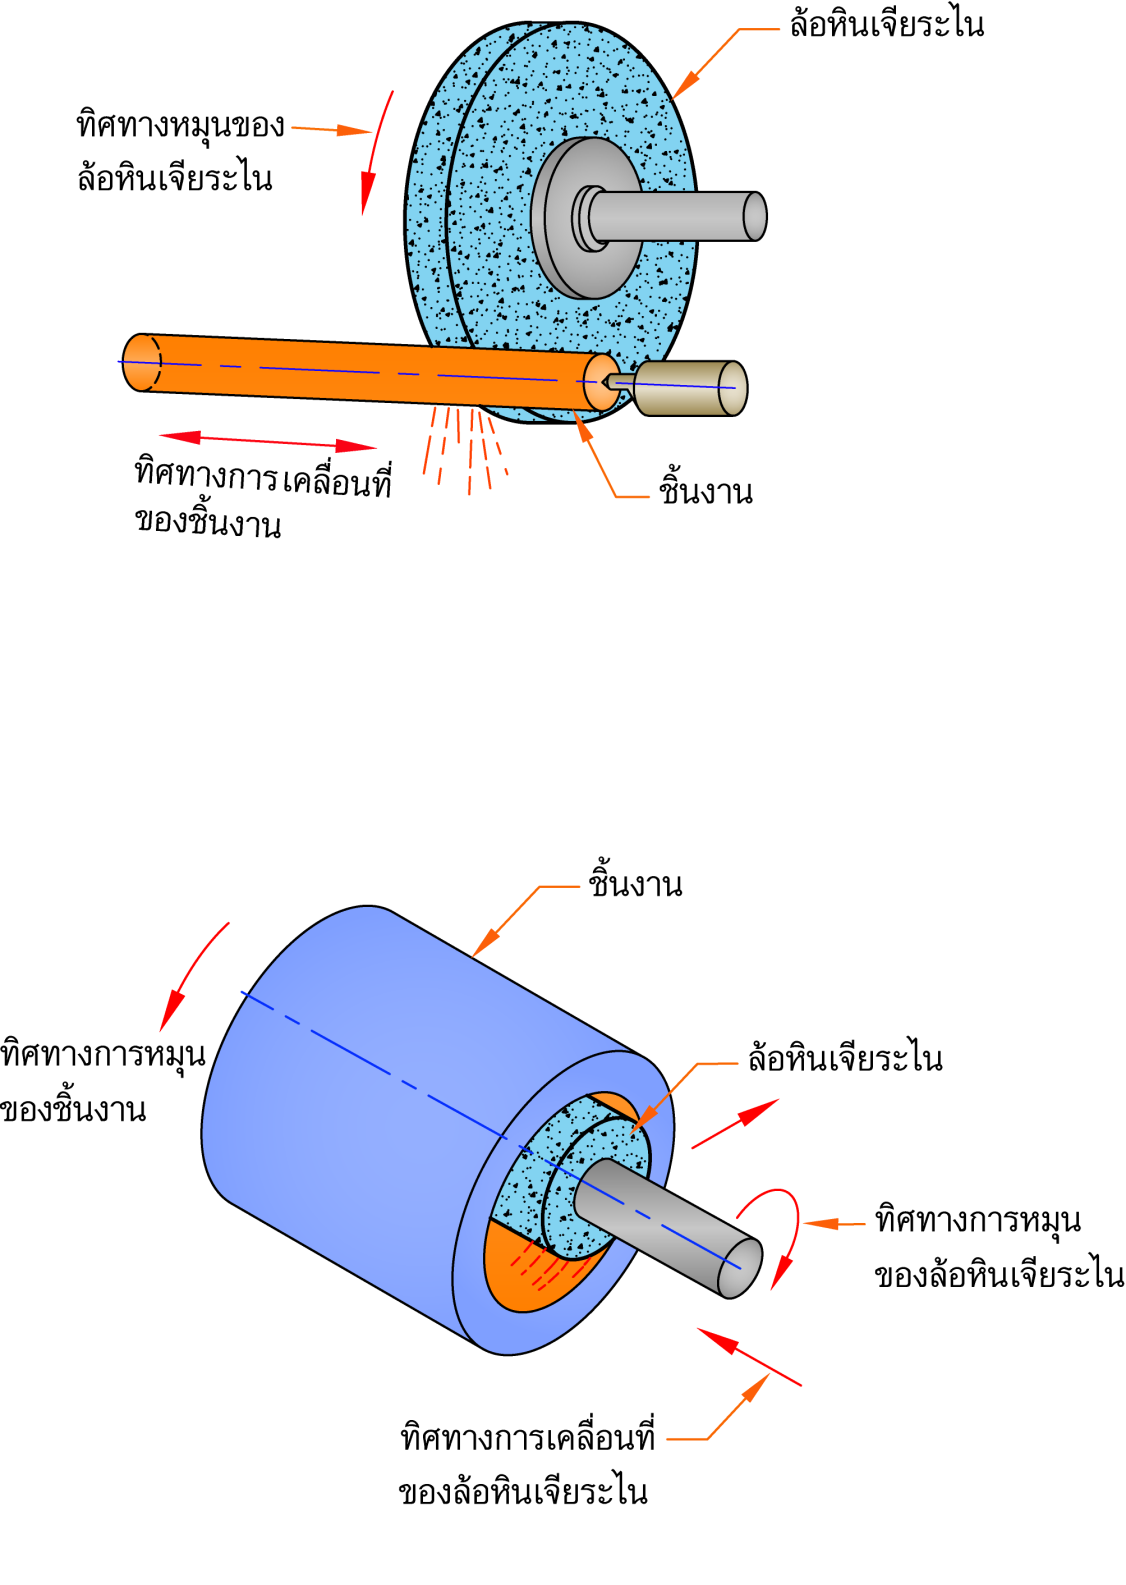 ล้อหินเจียระไน
ทิศทางหมุนของ
ล้อหินเจียระไน
ทิศทางการเคลื่อนที่
ของชิ้นงาน
ชิ้นงาน
ชิ้นงาน
ทิศทางการหมุน
ของชิ้นงาน
ล้อหินเจียระไน
ทิศทางการหมุน
ของล้อหินเจียระไน
ทิศทางการเคลื่อนที่
ของล้อหินเจียระไน